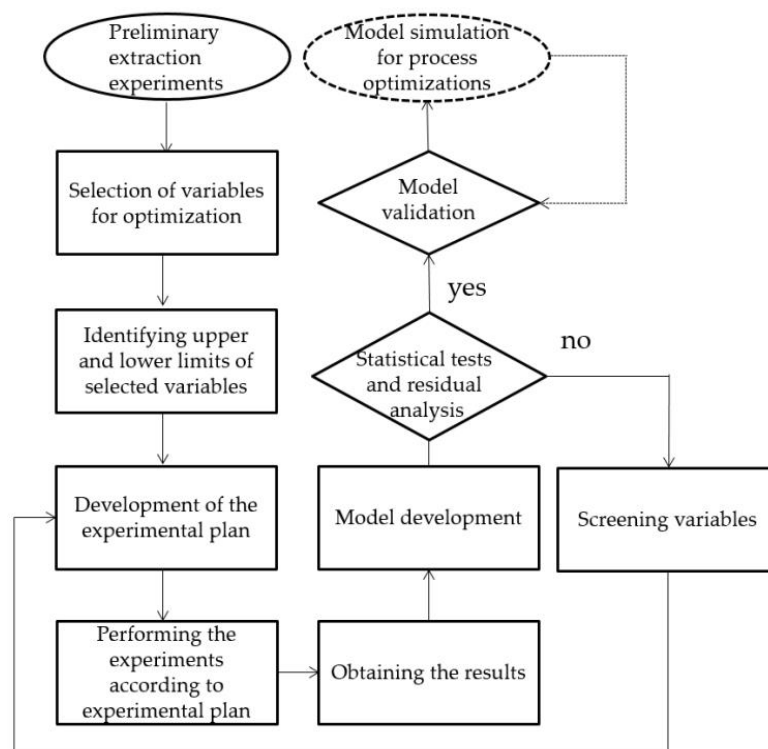 Preliminary
extraction
experiments
Selection of variables
for optimization
Identifying upper
and lower limits of
selected variables
Development of the
experimental plan
Performing the
experiments
according to
experimental plan
Obtaining the results
Model development
Statistical tests
and residual
analysis
yes
no
Model
validation
Model simulation
for process
optimizations
Screening variables